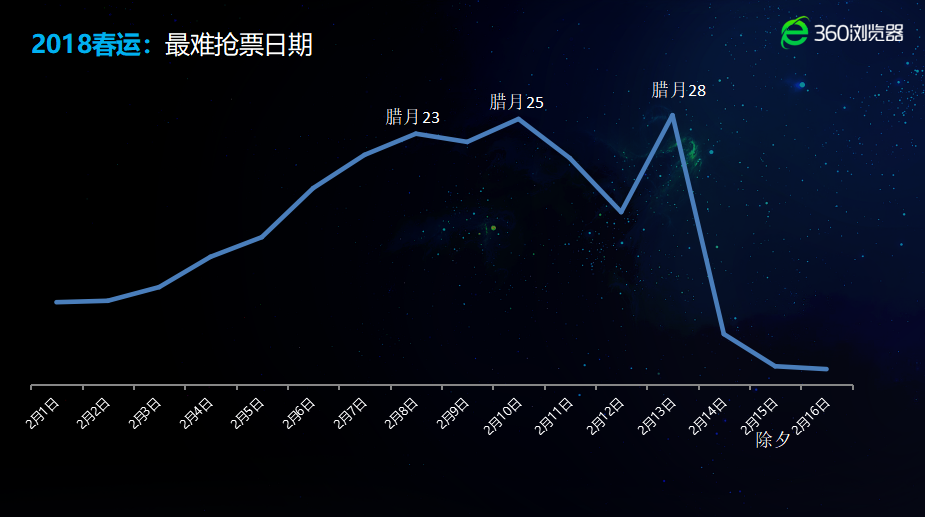 2018春运：最难抢票日期
360浏览器
腊月23
腊月25
腊月28
2月1日
2月2日
2月3日
2月4日
2月5日
2月6日
2月7日
2月8日
2月9日
2月10日
2月11日
2月12日
2月13日
2月14日
2月15日
2月16日
除夕